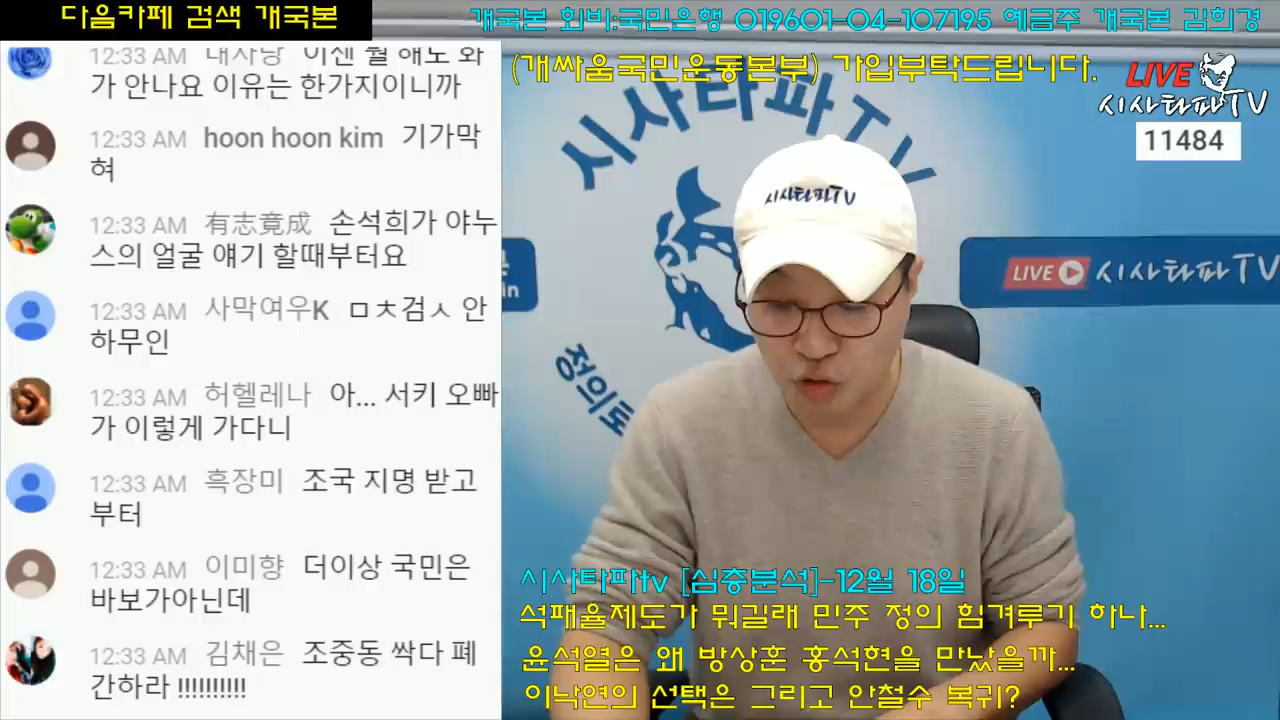 다음카페 검색 개국본
개국본 회비:국민은행 019601-04-107195 예금주 개국본 김희경
(개싸움국민운동본부) 가입부탁드립니다.
LIVE
시사타파TV
11484
12:33 AM 대사랑 이젠 뭘 해도 화
가 안나요 이유는 한가지이니까
12:33 AM hoon hoon kim 기가막
혀
12:33 AM 有志竟成 손석희가 야누
스의 얼굴 얘기 할때부터요
12:33 AM 사막여우K ㅁㅊ검ㅅ 안
하무인
12:33 AM 허헬레나 아... 서키 오빠
가 이렇게 가다니
12:33 AM 흑장미 조국 지명 받고
부터
12:33 AM 이미향 더이상 국민은
바보가아닌데
12:33 AM 김채은 조중동 싹다 폐
간하라 !!!!!!!!!!
시사타파TV
시사타파TV
in
LIVE 시사타파TV
정의로
시사타파tv [심층분석]-12월 18일
석패율제도가 뭐길래 민주 정의 힘겨루기 하나...
윤석열은 왜 방상훈 홍석현을 만났을까...
이낙연의 선택은 그리고 안철수 복귀?